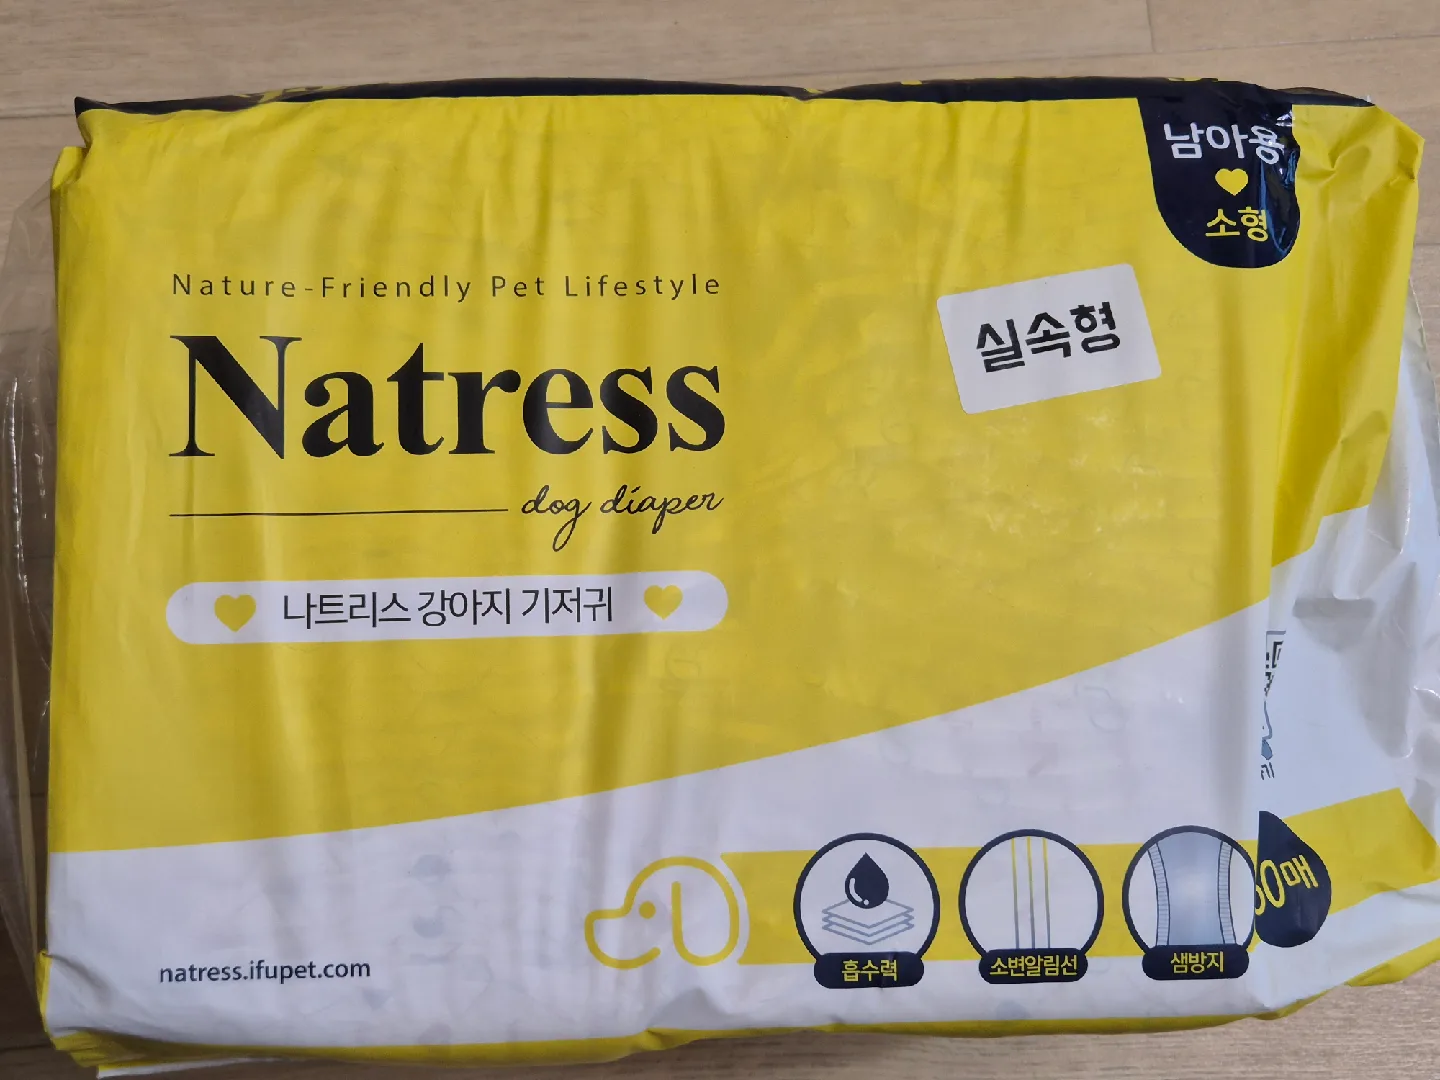 남아용
소형
실속형
Nature-Friendly Pet Lifestyle
Natress
dog diaper
나트리스 강아지 기저귀
natress.ifupet.com
흡수력
소변알림선
샘방지